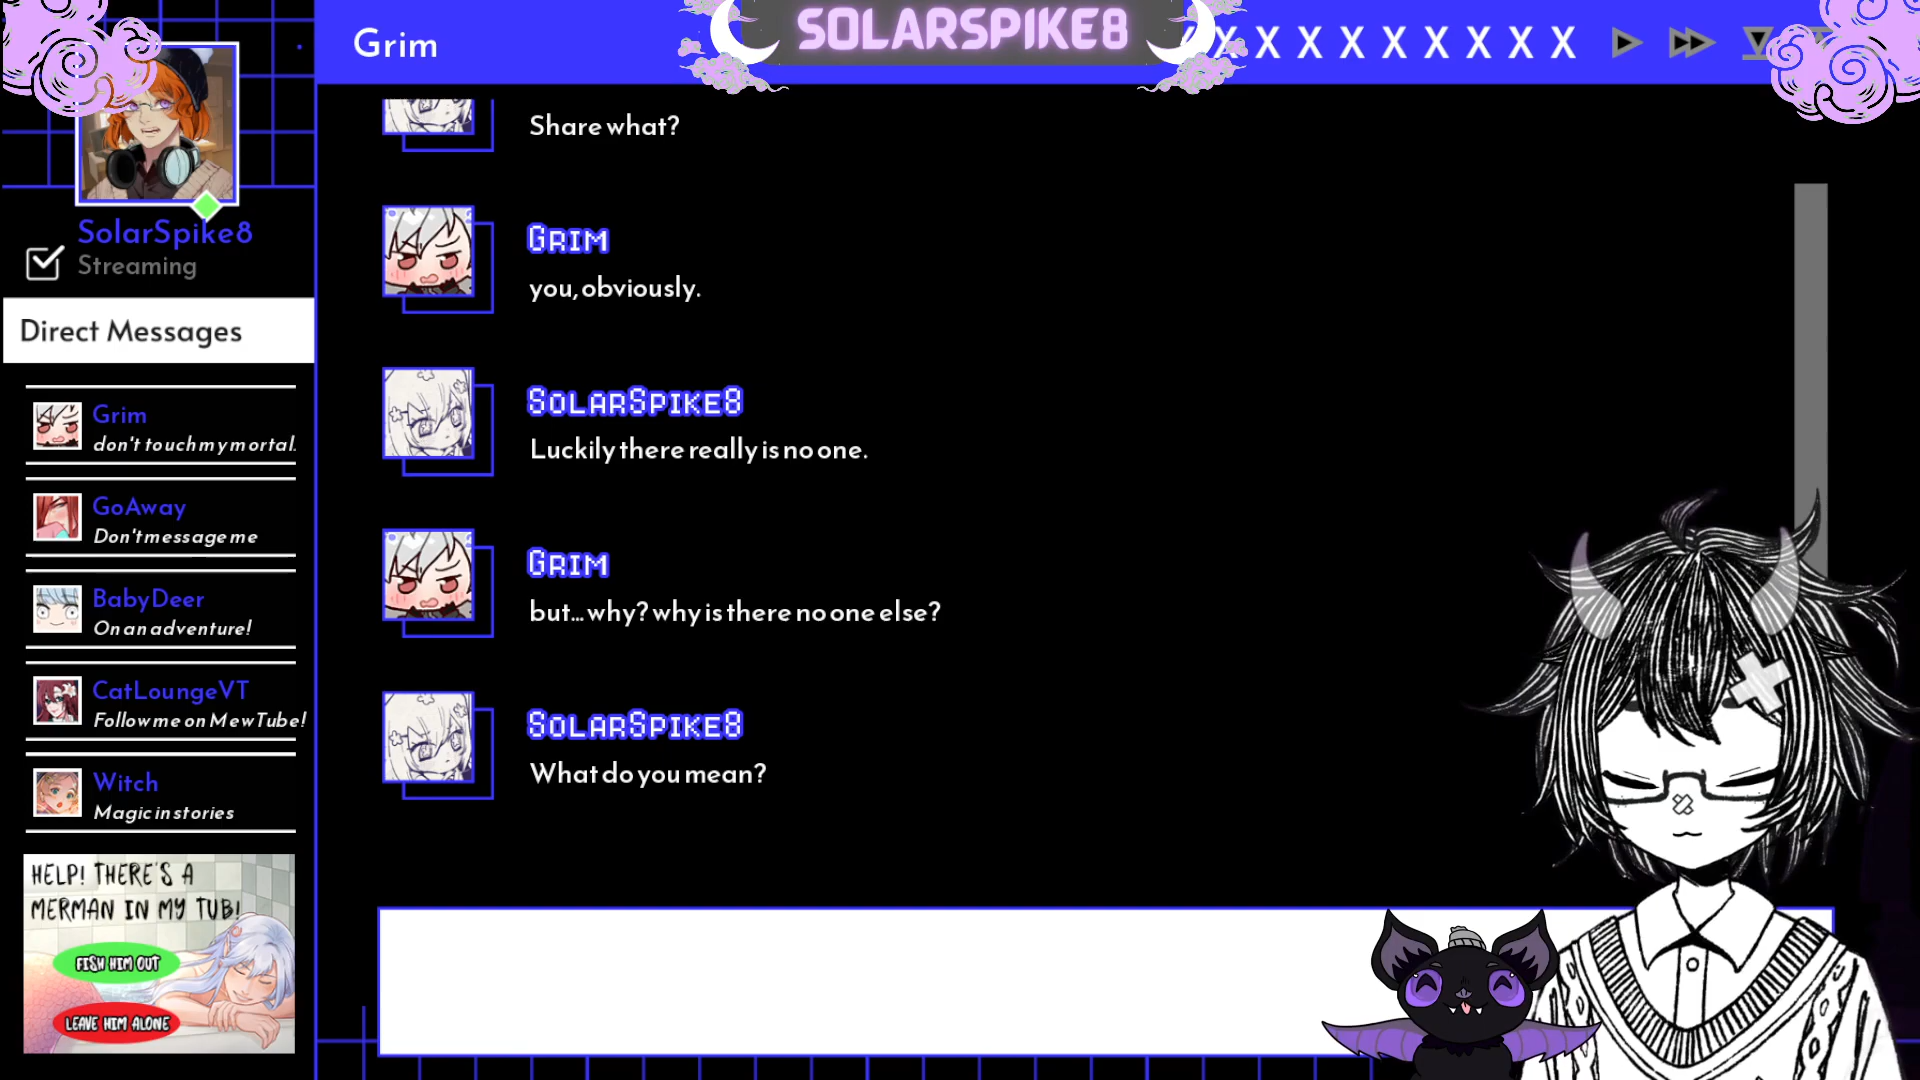 Grim
SOLARSPIKE8
X X X X X X X X X
SolarSpike8
Streaming
Direct Messages
Grim
don't touch my mortal.
GoAway
Don't message me
BabyDeer
On an adventure!
CatLoungeVT
Follow me on MewTube!
Witch
Magic in stories
HELP! THERE'S A
MERMAN IN MY TUB!
FISH HIM OUT
LEAVE HIM ALONE
Share what?
GRIM
you, obviously.
SOLARSPIKE8
Luckily there really is no one.
GRIM
but... why? why is there no one else?
SOLARSPIKE8
What do you mean?